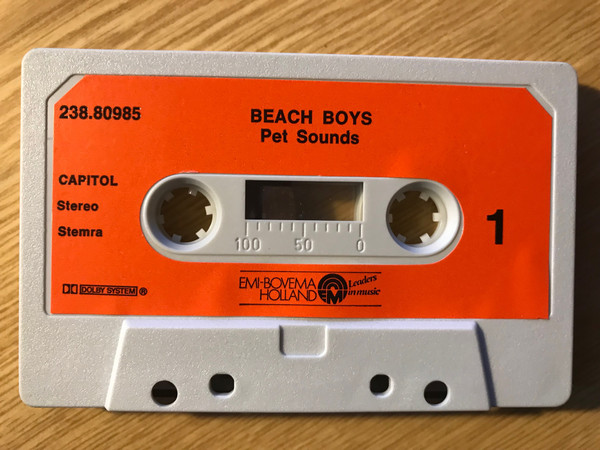 238.80985
BEACH BOYS
Pet Sounds
CAPITOL
Stereo
Stemra
100 50 0
1
DOLBY SYSTEM ®
EMI-BOVEMA
HOLLAND
EMI
Leaders
in music